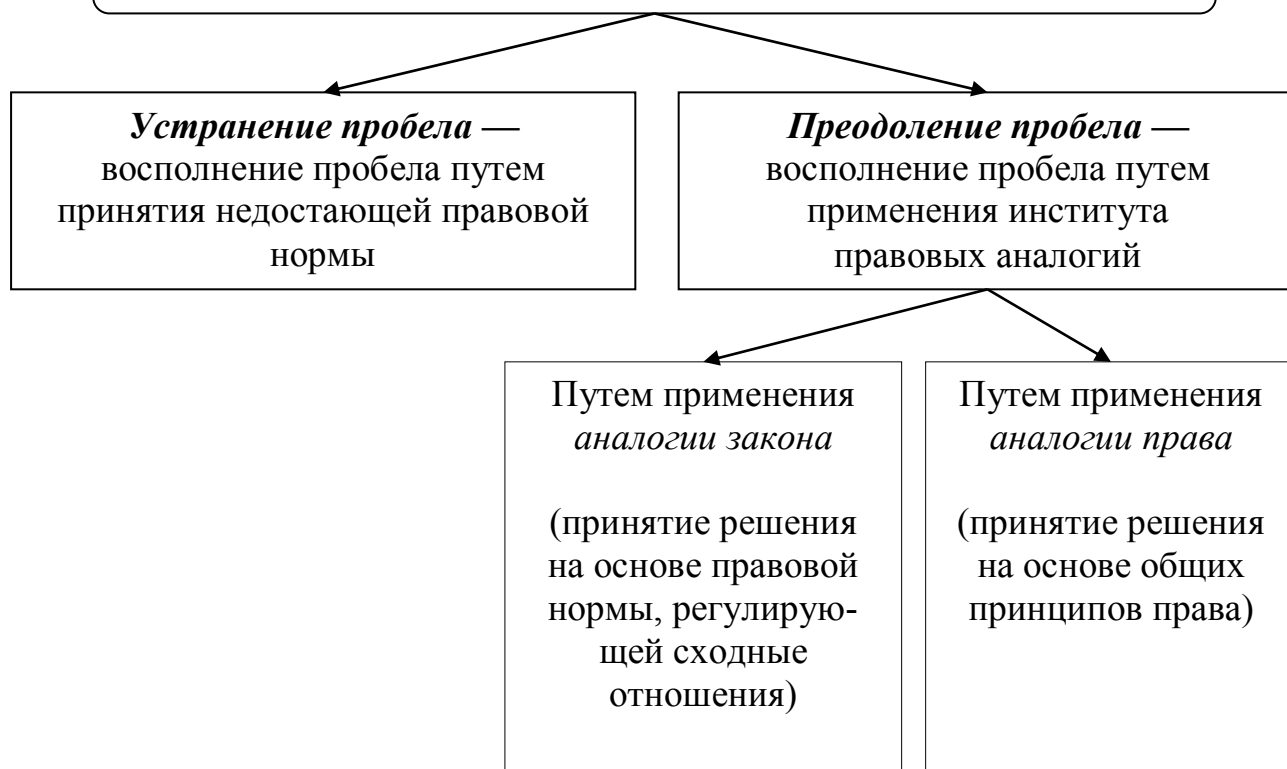 Устранение пробела —
восполнение пробела путем
принятия недостающей правовой
нормы
Преодоление пробела —
восполнение пробела путем
применения института
правовых аналогий
Путем применения
аналогии закона
(принятие решения
на основе правовой
нормы, регулирую-
щей сходные
отношения)
Путем применения
аналогии права
(принятие решения
на основе общих
принципов права)